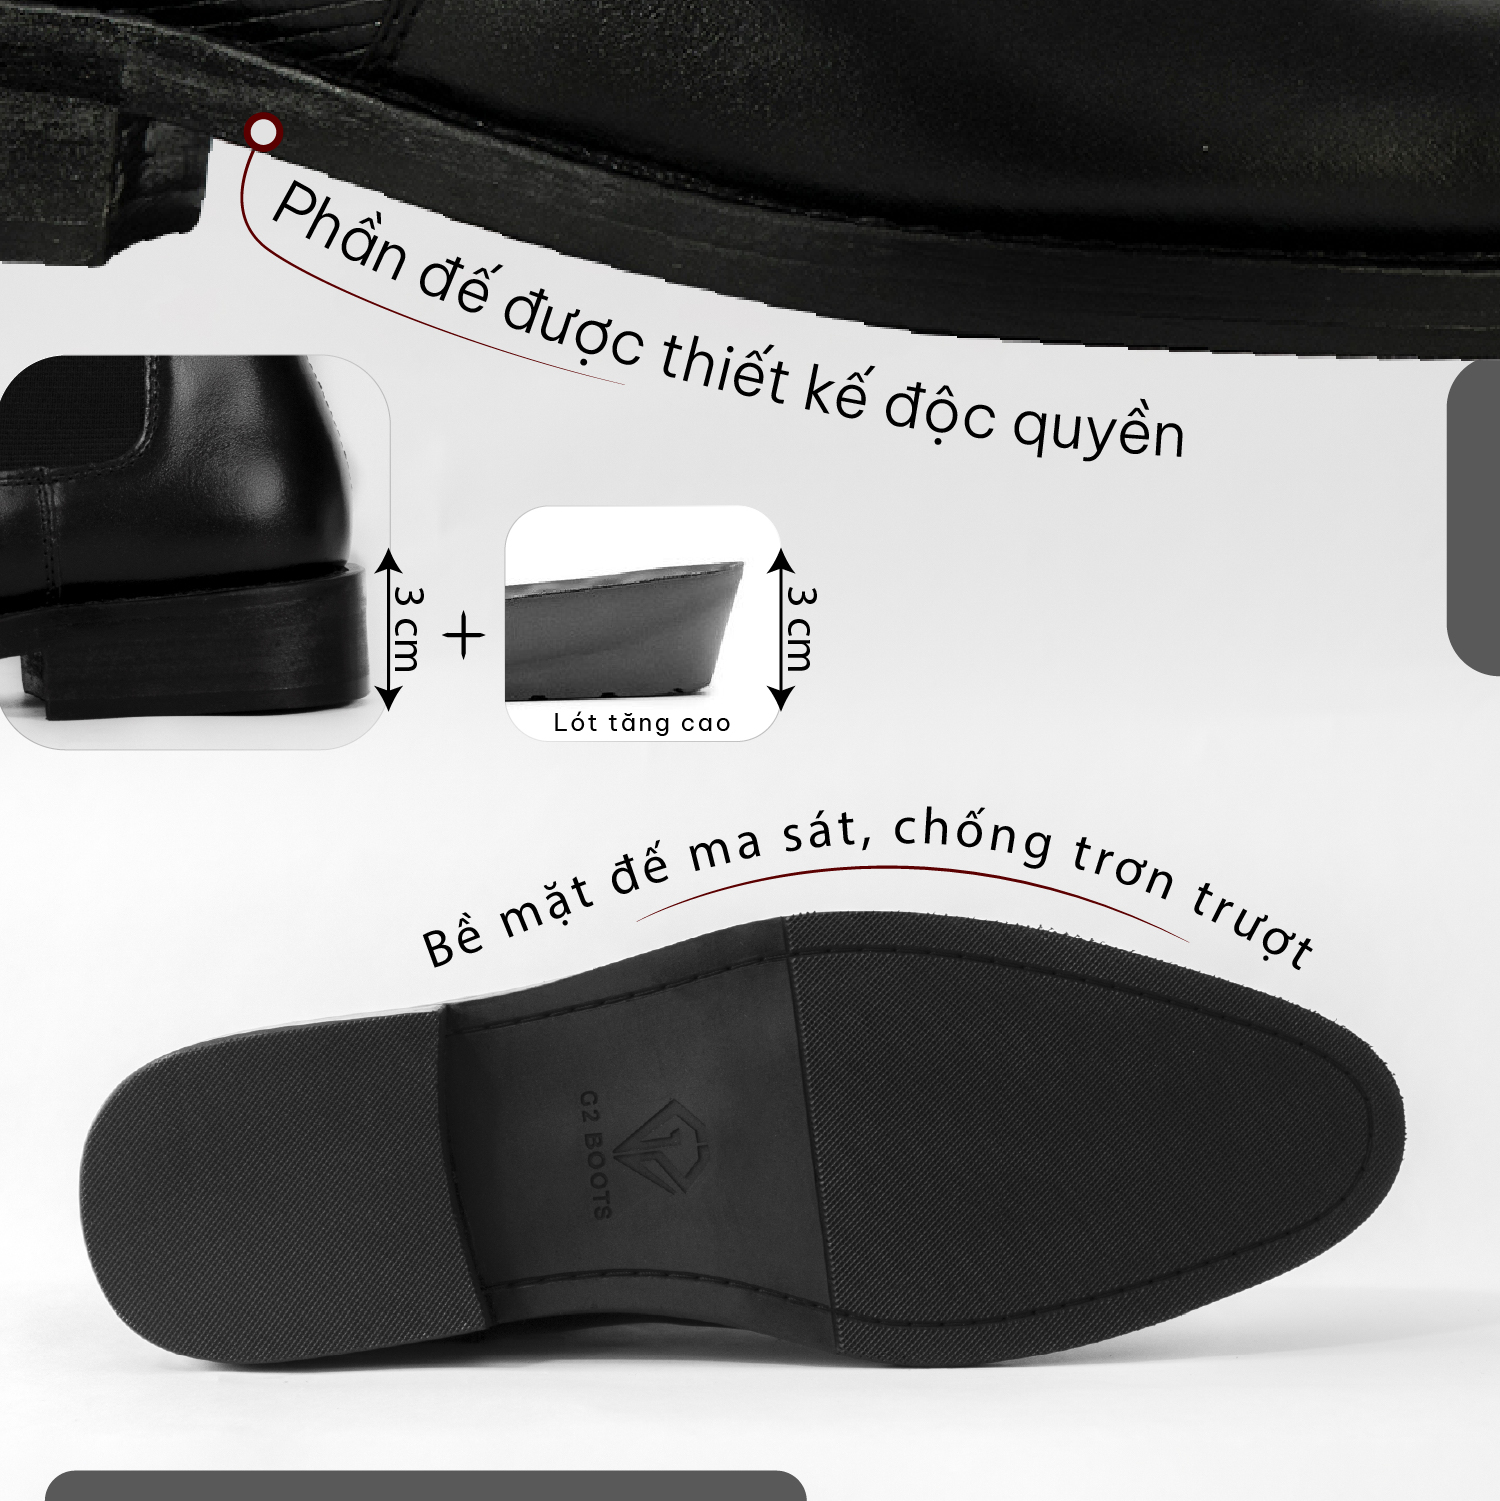 Phần đế được thiết kế độc quyền
3 cm
+
3 cm
Lót tăng cao
Bề mặt đế ma sát, chống trơn trượt
G2 BOOTS